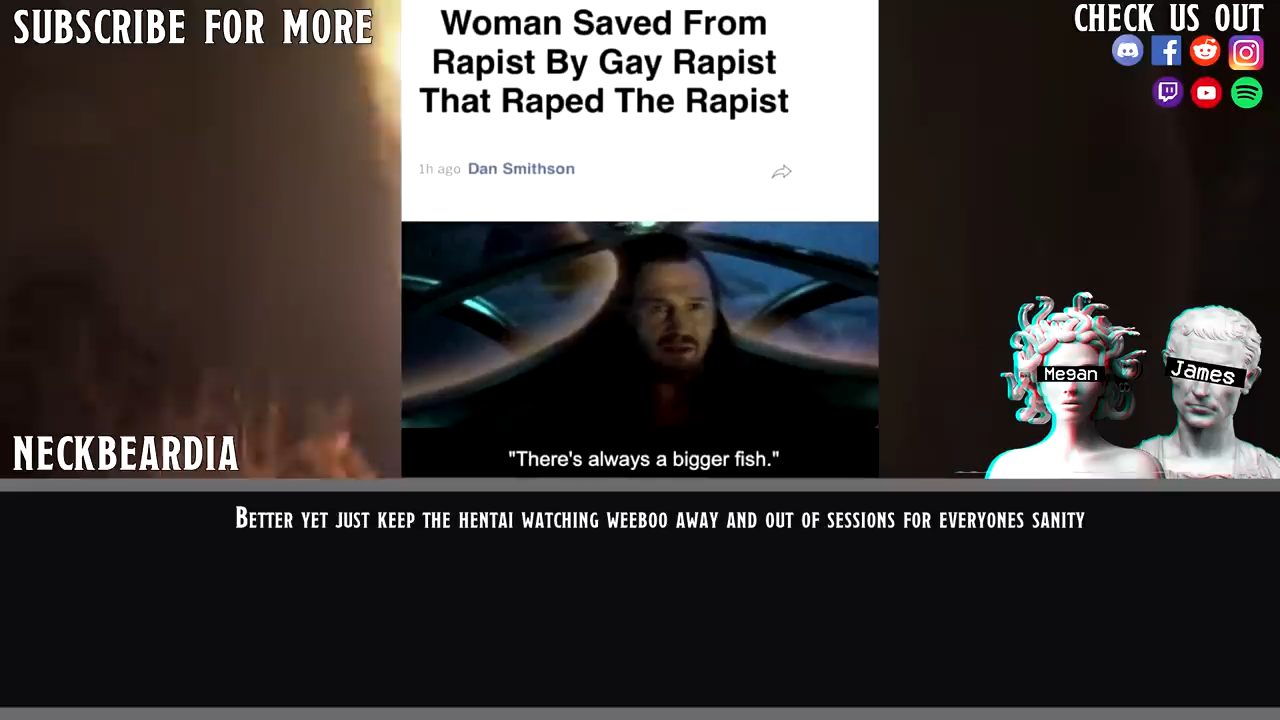 SUBSCRIBE FOR MORE
CHECK US OUT
Woman Saved From
Rapist By Gay Rapist
That Raped The Rapist
1h ago Dan Smithson
Megan
James
NECKBEARDIA
"There's always a bigger fish."
Better yet just keep the hentai watching weeboo away and out of sessions for everyones sanity